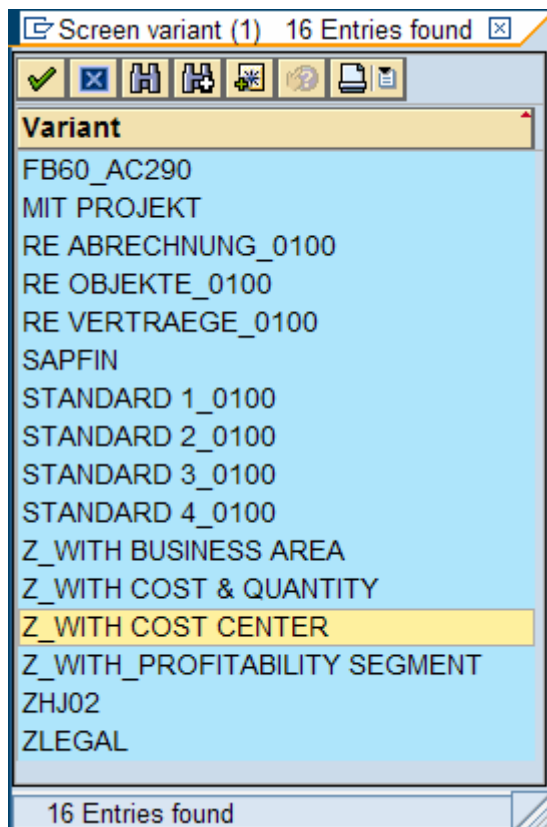 Screen variant (1) 16 Entries found
Variant
FB60_AC290
MIT PROJEKT
RE ABRECHNUNG_0100
RE OBJEKTE_0100
RE VERTRAEGE_0100
SAPFIN
STANDARD 1_0100
STANDARD 2_0100
STANDARD 3_0100
STANDARD 4_0100
Z_WITH BUSINESS AREA
Z_WITH COST & QUANTITY
Z_WITH COST CENTER
Z_WITH_PROFITABILITY SEGMENT
ZHJ02
ZLEGAL
16 Entries found